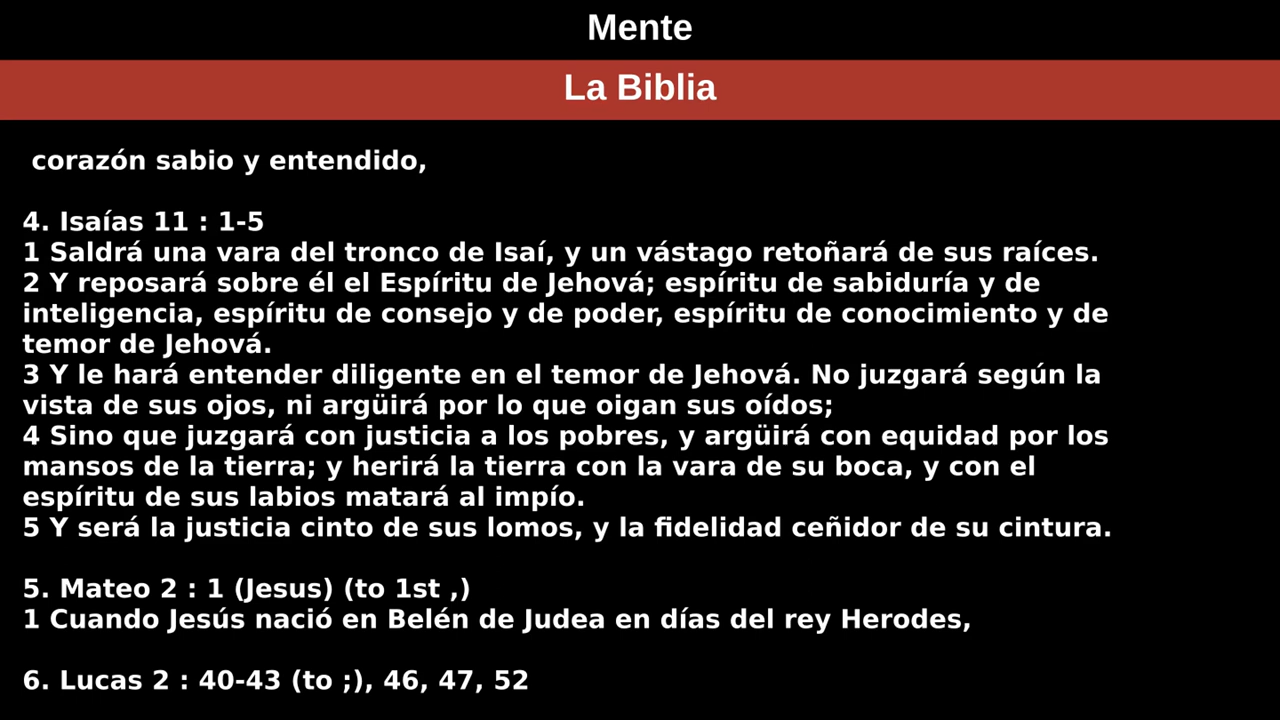 Mente
La Biblia
corazón sabio y entendido,
4. Isaías 11 : 1-5
1 Saldrá una vara del tronco de Isaí, y un vástago retoñará de sus raíces.
2 Y reposará sobre él el Espíritu de Jehová; espíritu de sabiduría y de
inteligencia, espíritu de consejo y de poder, espíritu de conocimiento y de
temor de Jehová.
3 Y le hará entender diligente en el temor de Jehová. No juzgará según la
vista de sus ojos, ni argüirá por lo que oigan sus oídos;
4 Sino que juzgará con justicia a los pobres, y argüirá con equidad por los
mansos de la tierra; y herirá la tierra con la vara de su boca, y con el
espíritu de sus labios matará al impío.
5 Y será la justicia cinto de sus lomos, y la fidelidad ceñidor de su cintura.
5. Mateo 2 : 1 (Jesus) (to 1st ,)
1 Cuando Jesús nació en Belén de Judea en días del rey Herodes,
6. Lucas 2 : 40-43 (to ;), 46, 47, 52